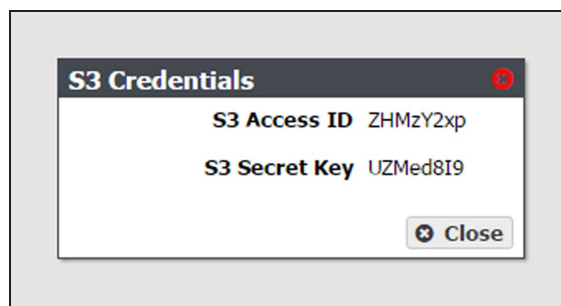 S3 Credentials
S3 Access ID ZHMzY2xp
S3 Secret Key UZMed8I9
Close